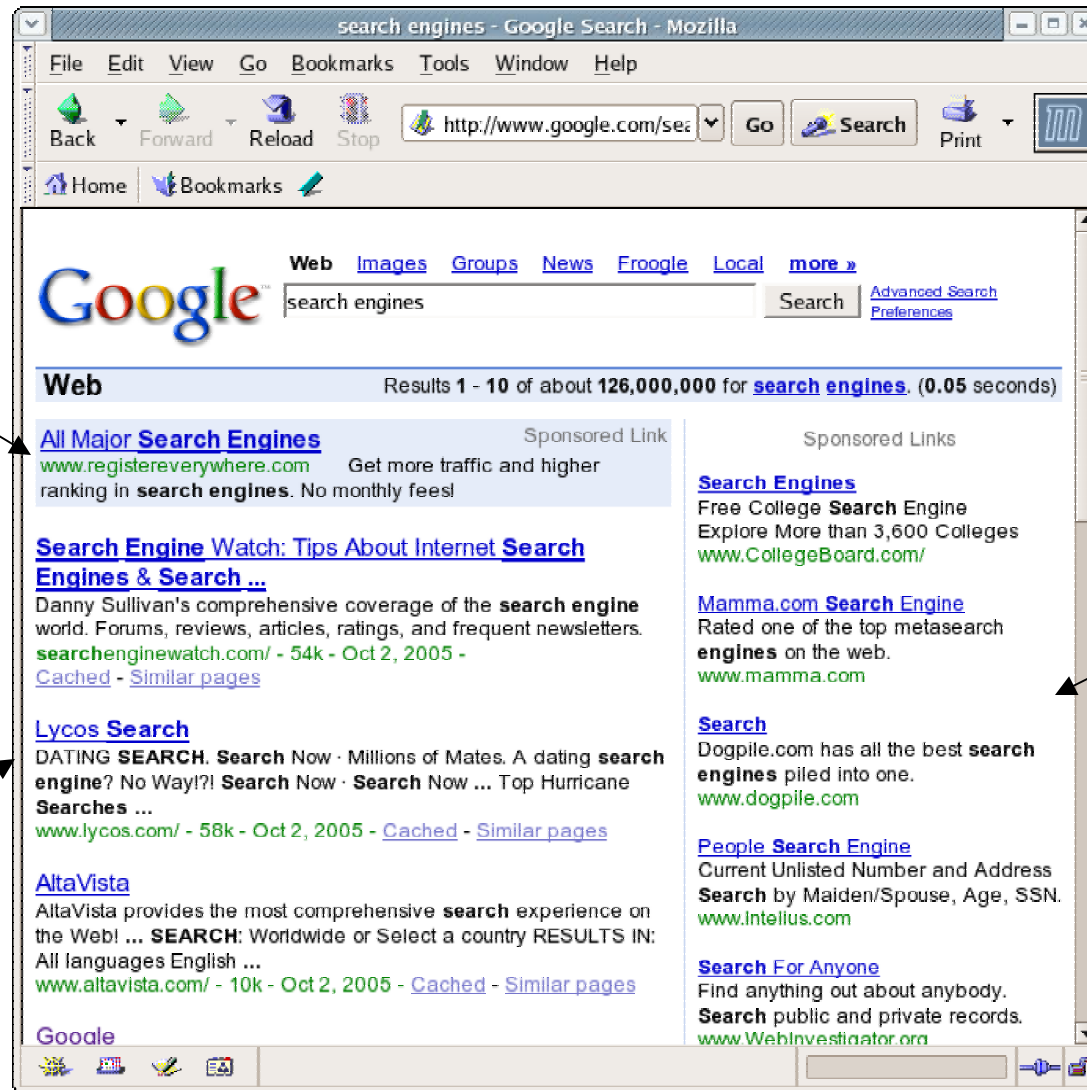 search engines - Google Search - Mozilla
File Edit View Go Bookmarks Tools Window Help
Back Forward Reload Stop http://www.google.com/sea Go Search Print
Home Bookmarks
Web Images Groups News Froogle Local more »
Google™
search engines Search
Advanced Search
Preferences
Web Results 1 - 10 of about 126,000,000 for search engines. (0.05 seconds)
All Major Search Engines Sponsored Link
www.registereverywhere.com Get more traffic and higher
ranking in search engines. No monthly fees!
Search Engine Watch: Tips About Internet Search
Engines & Search ...
Danny Sullivan's comprehensive coverage of the search engine
world. Forums, reviews, articles, ratings, and frequent newsletters.
searchenginewatch.com/ - 54k - Oct 2, 2005 -
Cached - Similar pages
Lycos Search
DATING SEARCH. Search Now · Millions of Mates. A dating search
engine? No Way!?! Search Now · Search Now ... Top Hurricane
Searches ...
www.lycos.com/ - 58k - Oct 2, 2005 - Cached - Similar pages
AltaVista
AltaVista provides the most comprehensive search experience on
the Web! ... SEARCH: Worldwide or Select a country RESULTS IN:
All languages English ...
www.altavista.com/ - 10k - Oct 2, 2005 - Cached - Similar pages
Google
Sponsored Links
Search Engines
Free College Search Engine
Explore More than 3,600 Colleges
www.CollegeBoard.com/
Mamma.com Search Engine
Rated one of the top metasearch
engines on the web.
www.mamma.com
Search
Dogpile.com has all the best search
engines piled into one.
www.dogpile.com
People Search Engine
Current Unlisted Number and Address
Search by Maiden/Spouse, Age, SSN.
www.Intelius.com
Search For Anyone
Find anything out about anybody.
Search public and private records.
www.WebInvestigator.org